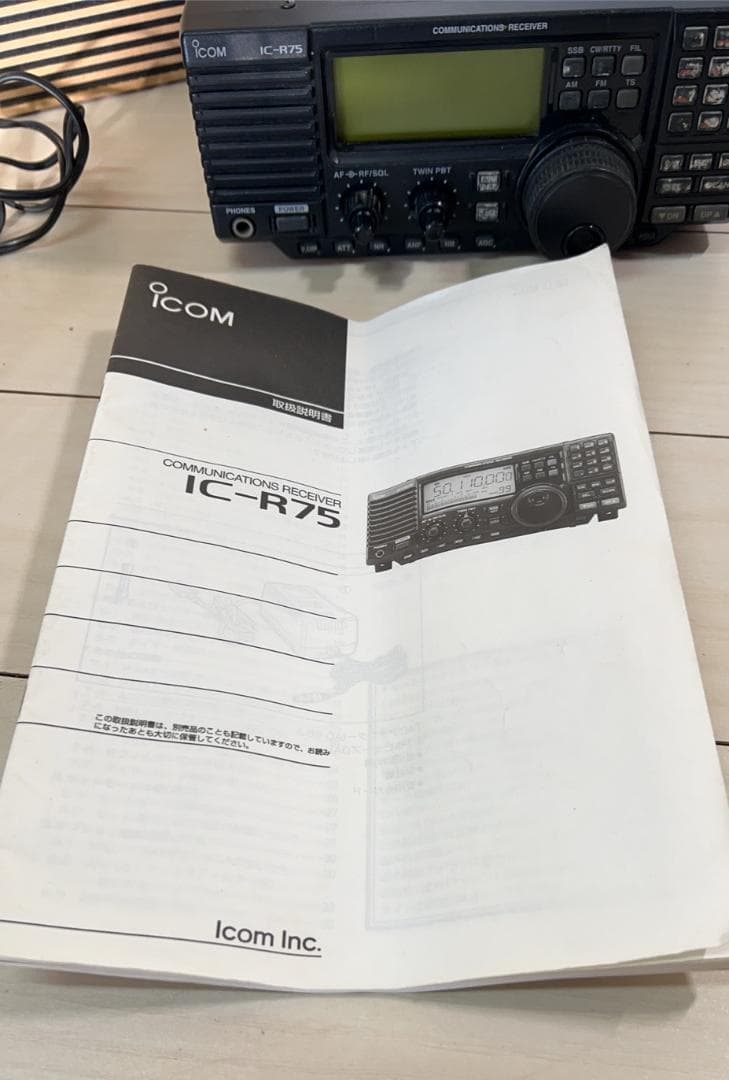 ICOM
IC-R75
COMMUNICATIONS RECEIVER
SSB CW/RTTY FIL
AM FM TS
AF RF/SQL
TWIN PBT
PHONES
POWER
ATT
AGC
UP
ICOM
取扱説明書
COMMUNICATIONS RECEIVER
IC-R75
50.110.000
99
この取扱説明書は、別売品のことも記載していますので、お読み
になったあとも大切に保管してください。
Icom Inc.